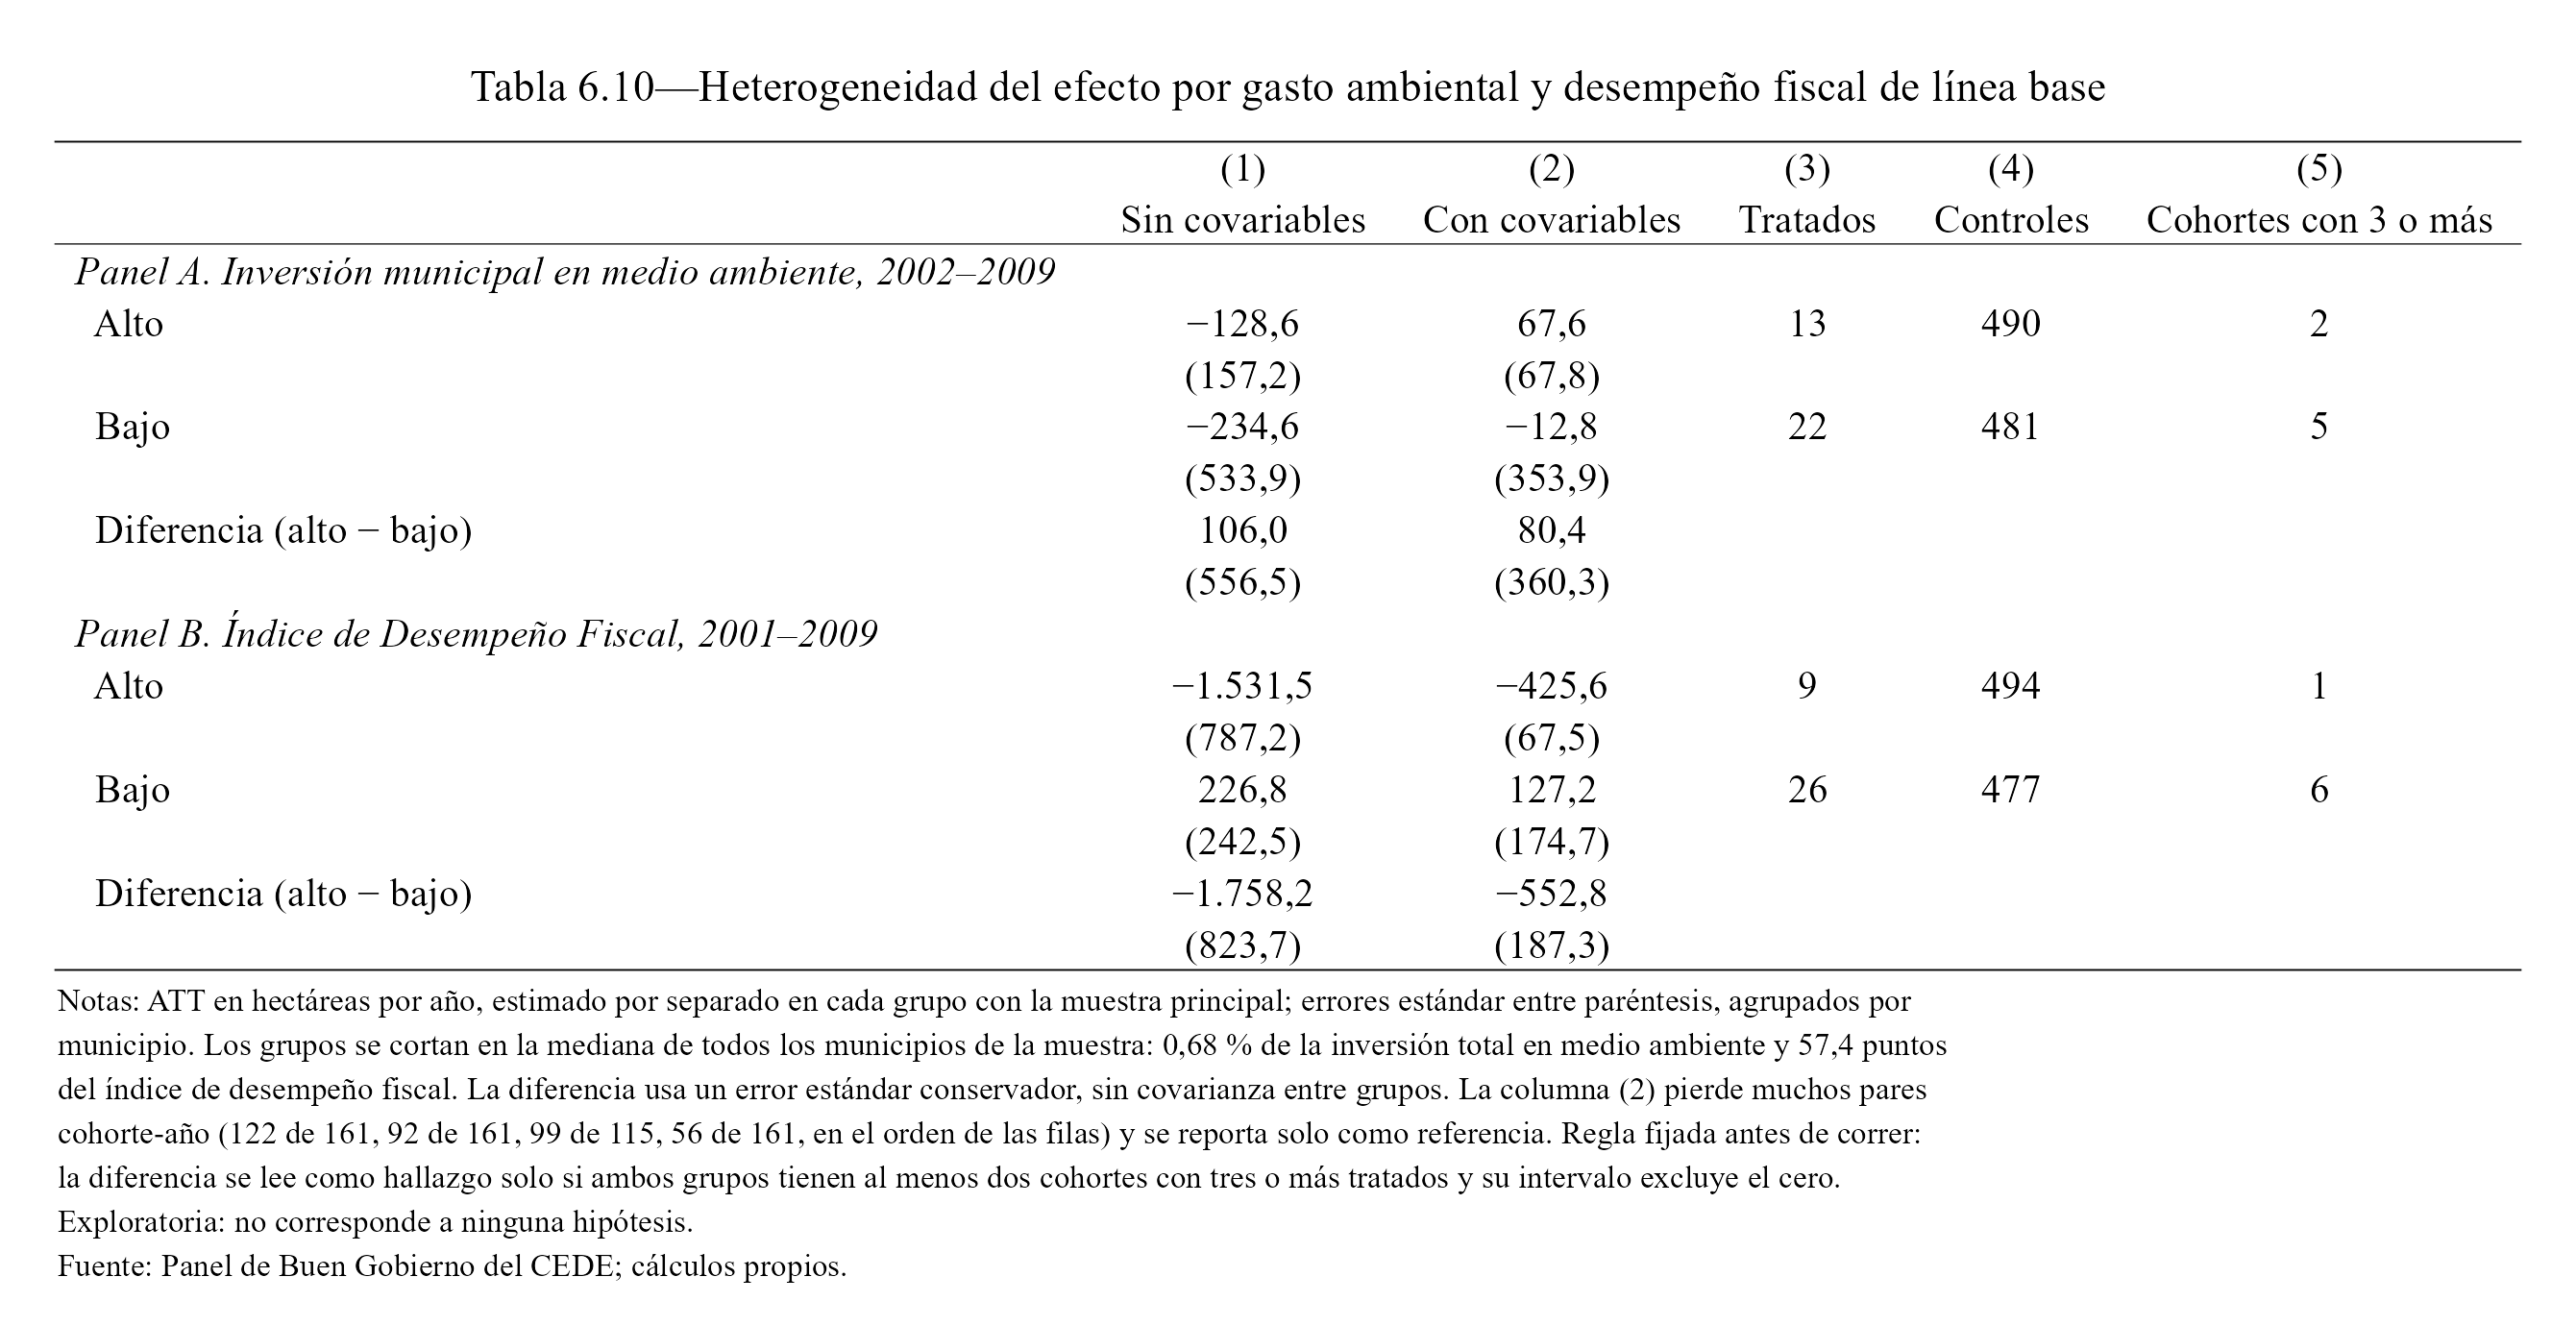 Tabla 6.10—Heterogeneidad del efecto por gasto ambiental y desempeño fiscal de línea base
(1) (2) (3) (4) (5)
Sin covariables Con covariables Tratados Controles Cohortes con 3 o más
Panel A. Inversión municipal en medio ambiente, 2002–2009
Alto −128,6 67,6 13 490 2
(157,2) (67,8)
Bajo −234,6 −12,8 22 481 5
(533,9) (353,9)
Diferencia (alto − bajo) 106,0 80,4
(556,5) (360,3)
Panel B. Índice de Desempeño Fiscal, 2001–2009
Alto −1.531,5 −425,6 9 494 1
(787,2) (67,5)
Bajo 226,8 127,2 26 477 6
(242,5) (174,7)
Diferencia (alto − bajo) −1.758,2 −552,8
(823,7) (187,3)
Notas: ATT en hectáreas por año, estimado por separado en cada grupo con la muestra principal; errores estándar entre paréntesis, agrupados por
municipio. Los grupos se cortan en la mediana de todos los municipios de la muestra: 0,68 % de la inversión total en medio ambiente y 57,4 puntos
del índice de desempeño fiscal. La diferencia usa un error estándar conservador, sin covarianza entre grupos. La columna (2) pierde muchos pares
cohorte-año (122 de 161, 92 de 161, 99 de 115, 56 de 161, en el orden de las filas) y se reporta solo como referencia. Regla fijada antes de correr:
la diferencia se lee como hallazgo solo si ambos grupos tienen al menos dos cohortes con tres o más tratados y su intervalo excluye el cero.
Exploratoria: no corresponde a ninguna hipótesis.
Fuente: Panel de Buen Gobierno del CEDE; cálculos propios.